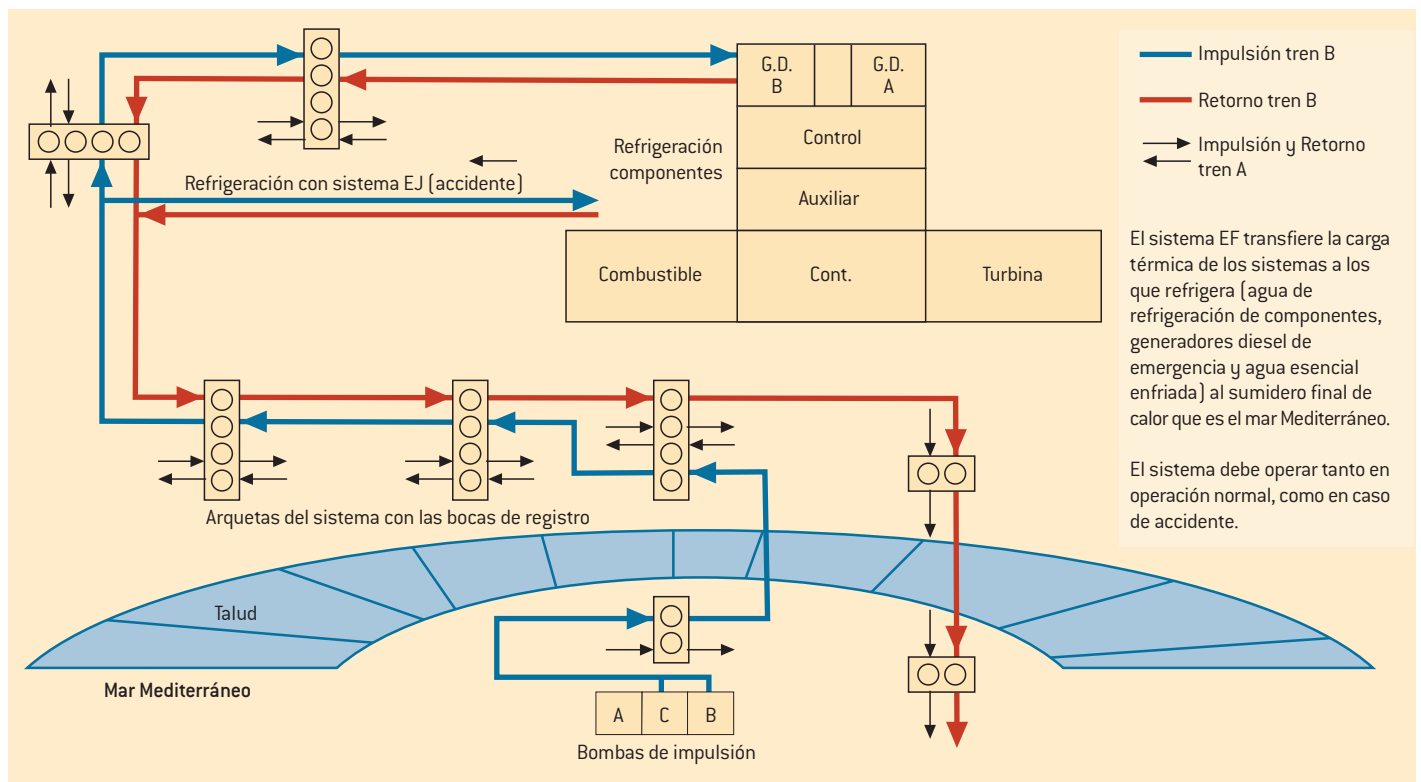 G.D.
B
G.D.
A
Control
Refrigeración
componentes
Auxiliar
Refrigeración con sistema EJ (accidente)
Combustible
Cont.
Turbina
Impulsión tren B
Retorno tren B
Impulsión y Retorno
tren A
El sistema EF transfiere la carga
térmica de los sistemas a los
que refrigera (agua de
refrigeración de componentes,
generadores diesel de
emergencia y agua esencial
enfriada) al sumidero final de
calor que es el mar Mediterráneo.
El sistema debe operar tanto en
operación normal, como en caso
de accidente.
Arquetas del sistema con las bocas de registro
Talud
Mar Mediterráneo
A
C
B
Bombas de impulsión